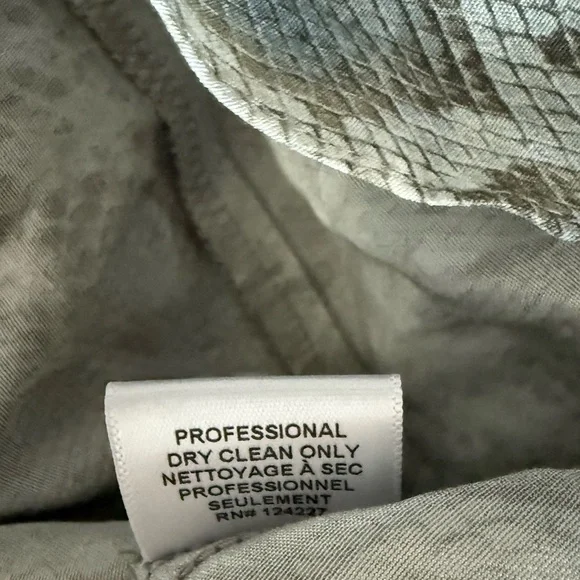 PROFESSIONAL
DRY CLEAN ONLY
NETTOYAGE À SEC
PROFESSIONNEL
SEULEMENT
RN# 124227